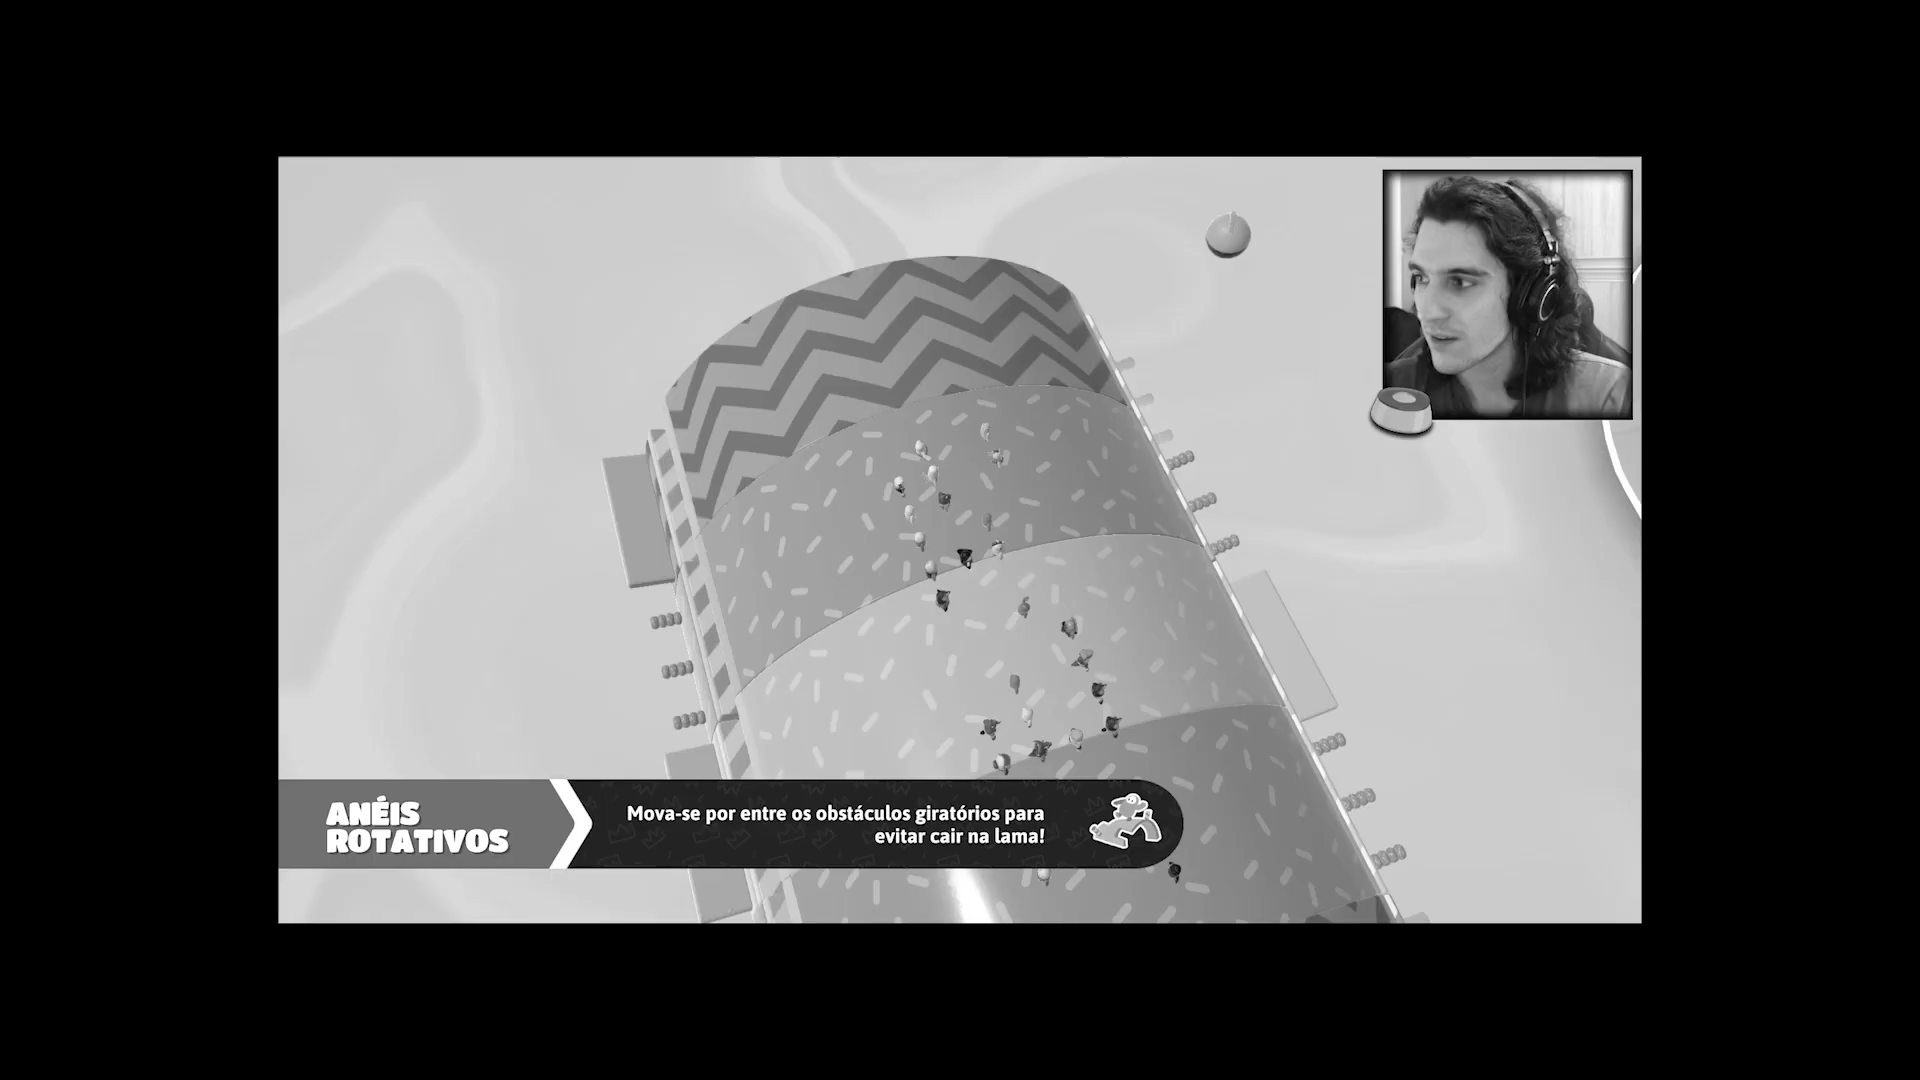 ANÉIS
ROTATIVOS
Mova-se por entre os obstáculos giratórios para
evitar cair na lama!